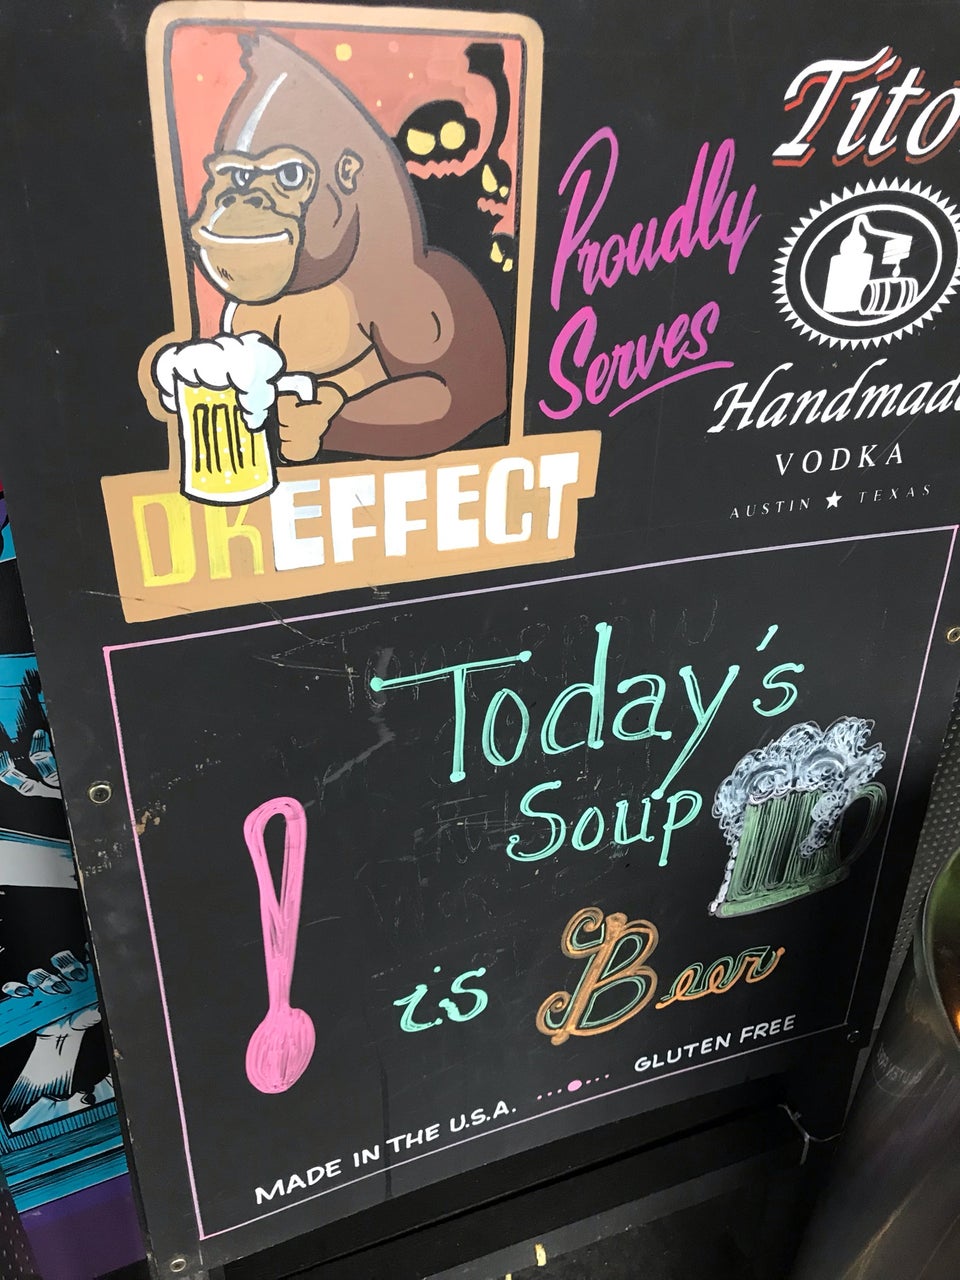 DKEFFECT
Proudly
Serves
Tito
Handmad
VODKA
AUSTIN ★ TEXAS
Today's
Soup
is Beer
MADE IN THE U.S.A. ........ GLUTEN FREE